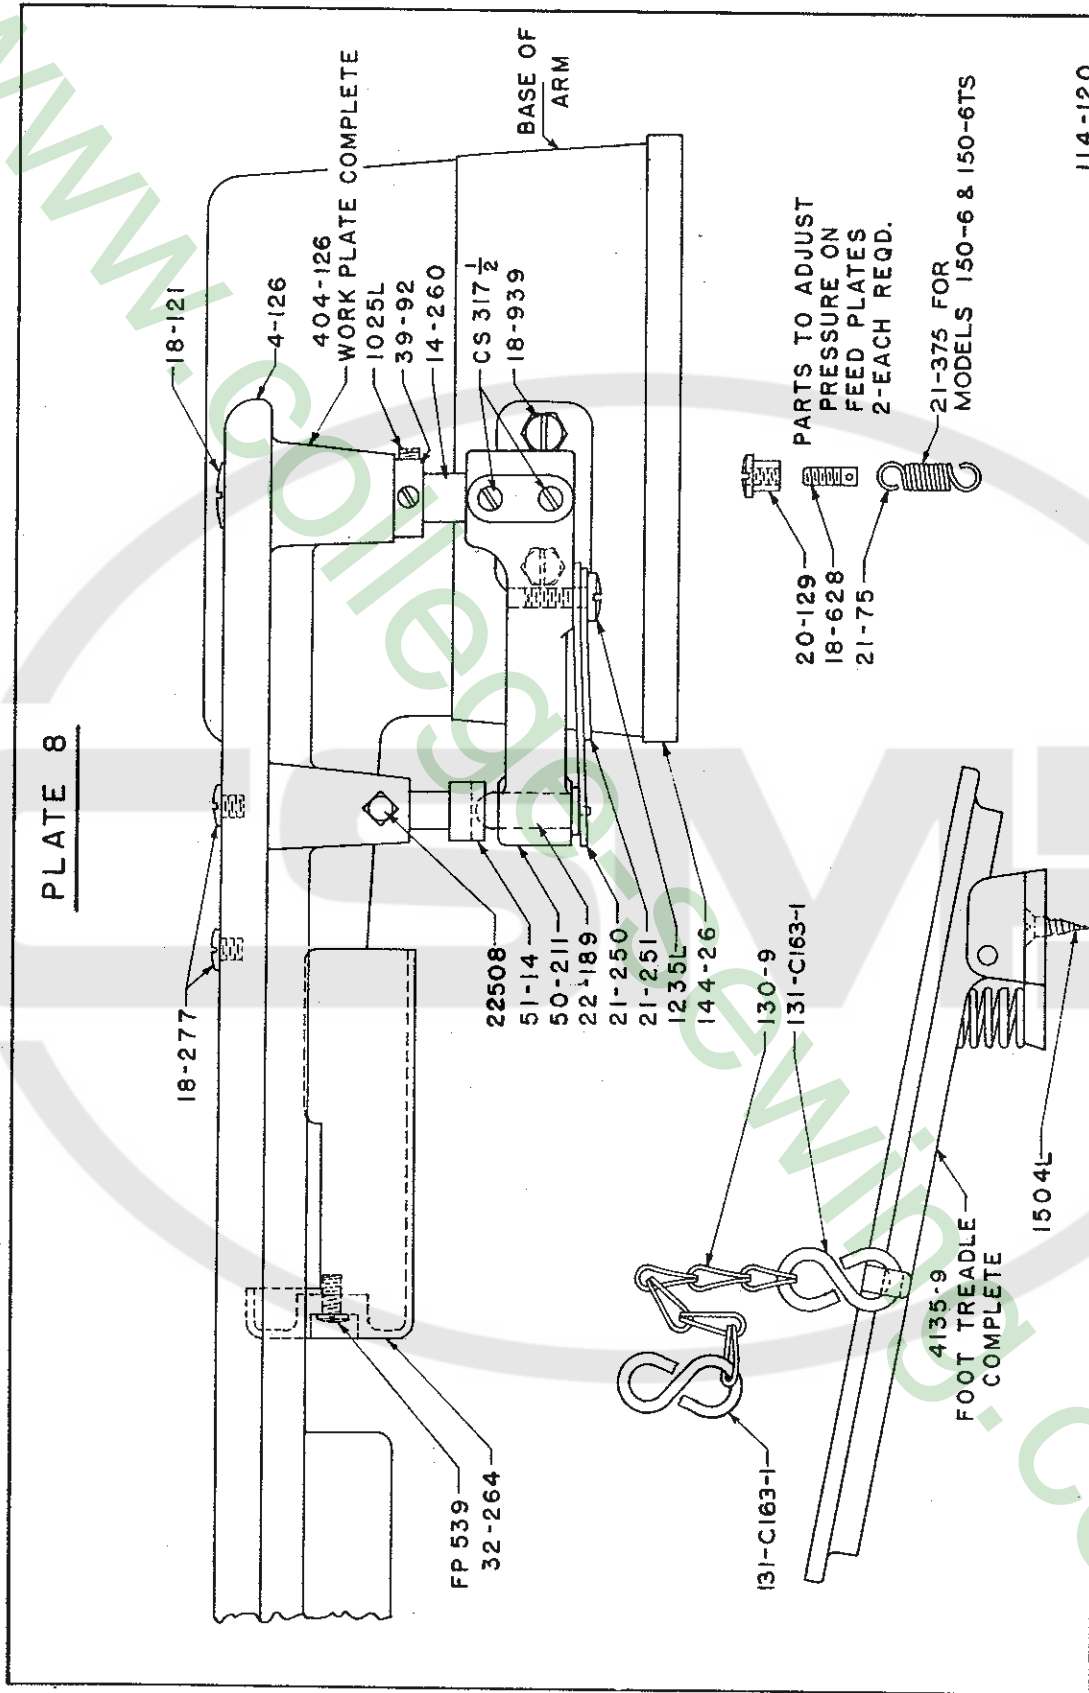 PLATE 8
18-277
18-121
4-126
404-126
WORK PLATE COMPLETE
1025L
39-92
14-260
CS 317 1/2
18-939
BASE OF
ARM
FP 539
32-264
22508
51-14
50-211
22-189
21-250
21-251
1235L
144-26
130-9
131-C163-1
131-C163-1
4135-9
FOOT TREADLE
COMPLETE
1504L
20-129
18-628
21-75
PARTS TO ADJUST
PRESSURE ON
FEED PLATES
2-EACH REQD.
21-375 FOR
MODELS 150-6 & 150-6TS
114-120
www.college-sewing.co
CSMI